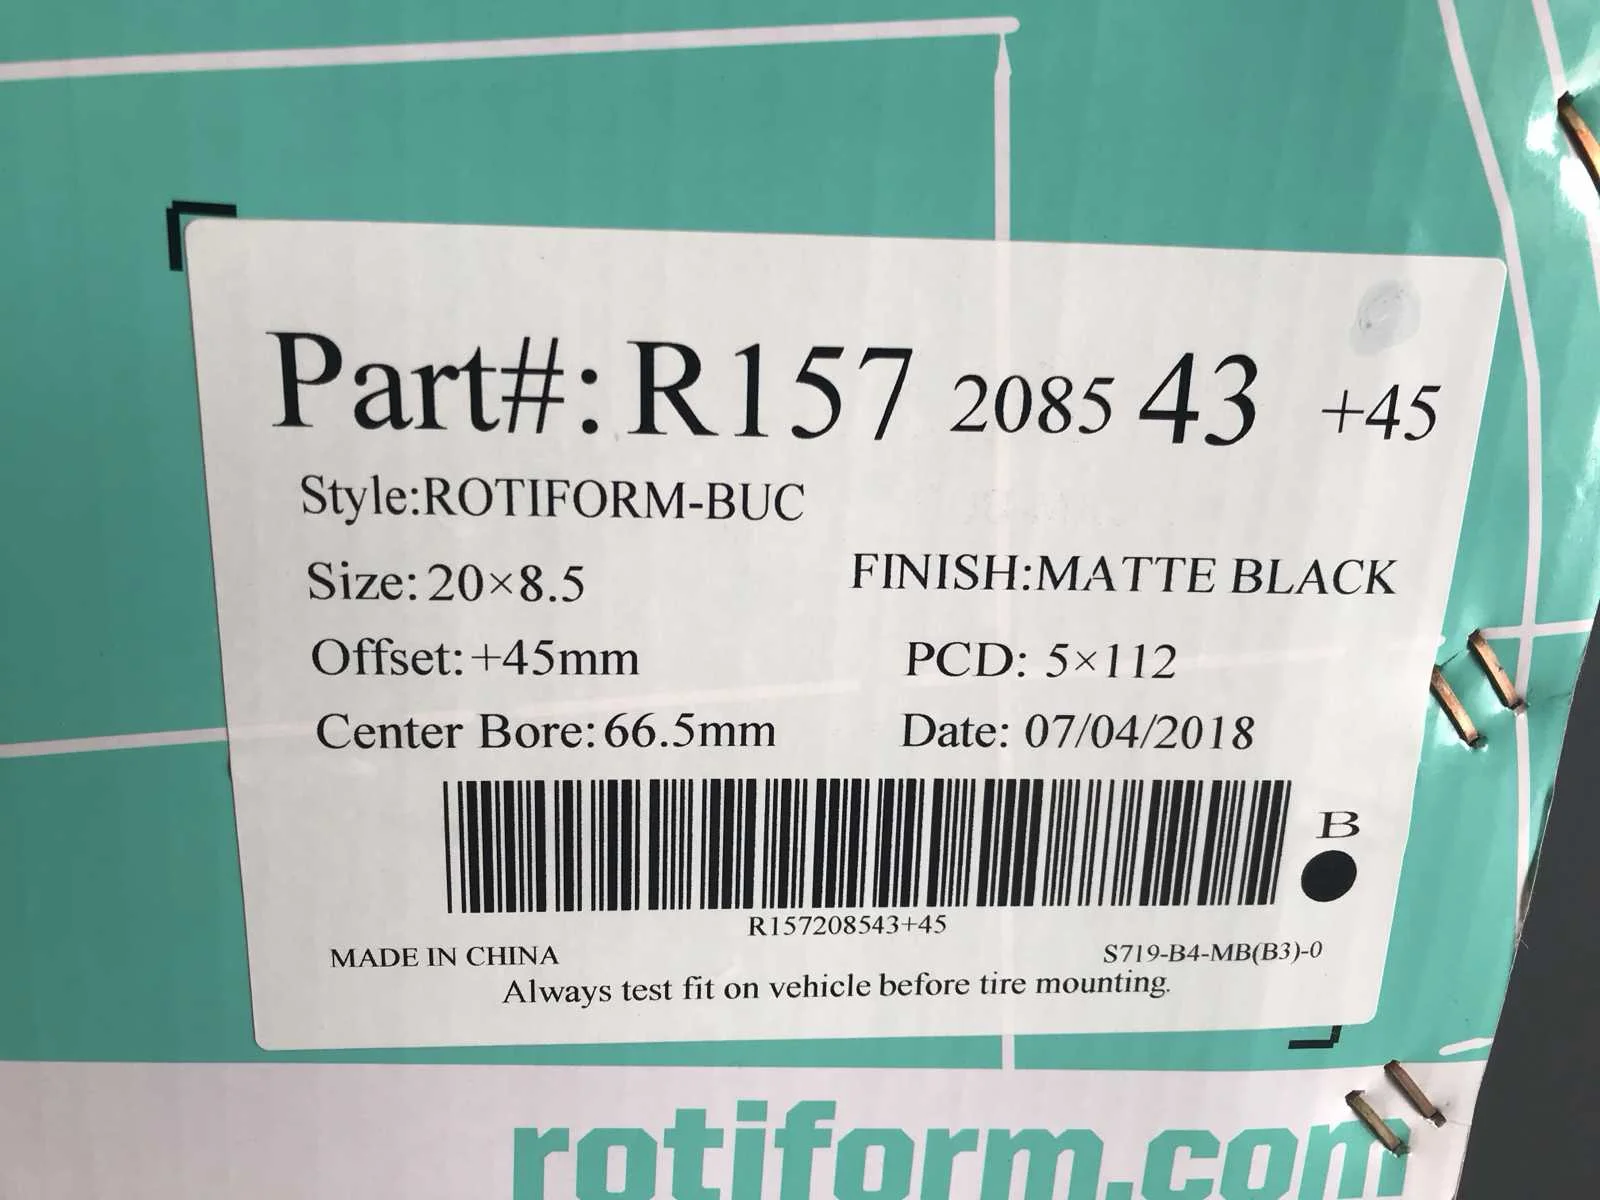 Part#: R157 2085 43 +45
Style:ROTIFORM-BUC
Size: 20×8.5 FINISH:MATTE BLACK
Offset: +45mm PCD: 5×112
Center Bore: 66.5mm Date: 07/04/2018
B
R157208543+45
MADE IN CHINA S719-B4-MB(B3)-0
Always test fit on vehicle before tire mounting.
rotiform.com